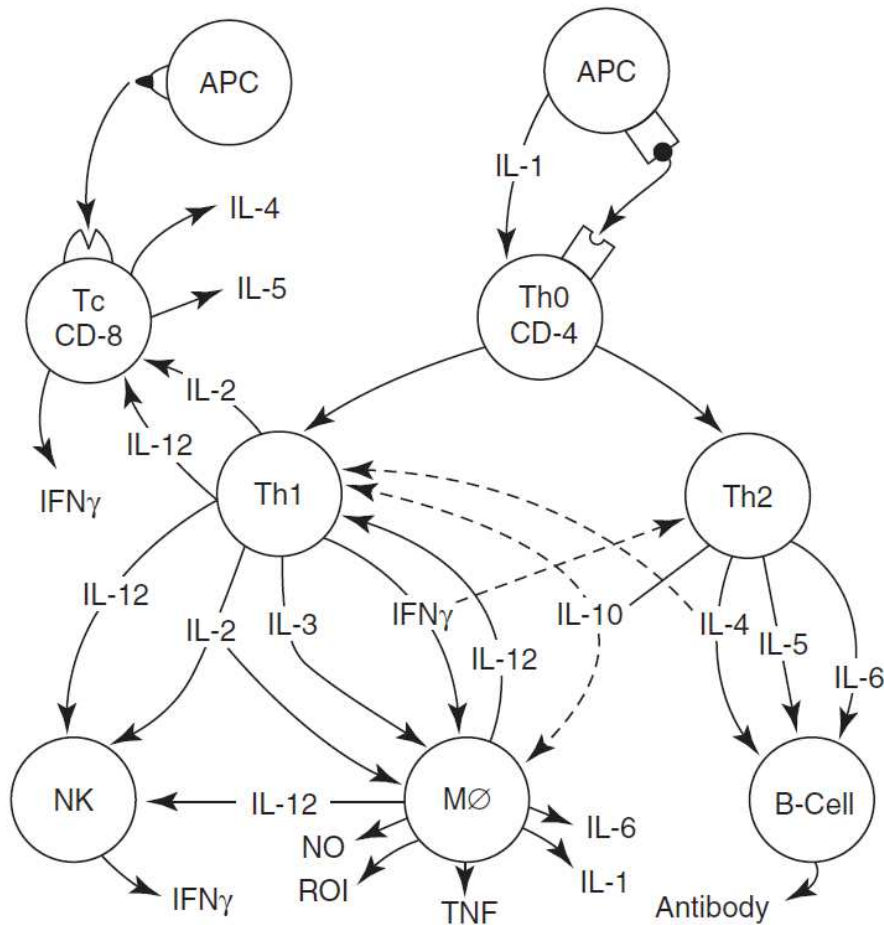 APC
APC
IL-1
IL-4
IL-5
Tc
CD-8
Th0
CD-4
IL-2
IL-12
IFNγ
Th1
Th2
IL-12
IL-2
IL-3
IFNγ
IL-10
IL-4
IL-5
IL-12
IL-6
NK
IL-12
MØ
B-Cell
NO
IL-6
ROI
IL-1
IFNγ
TNF
Antibody